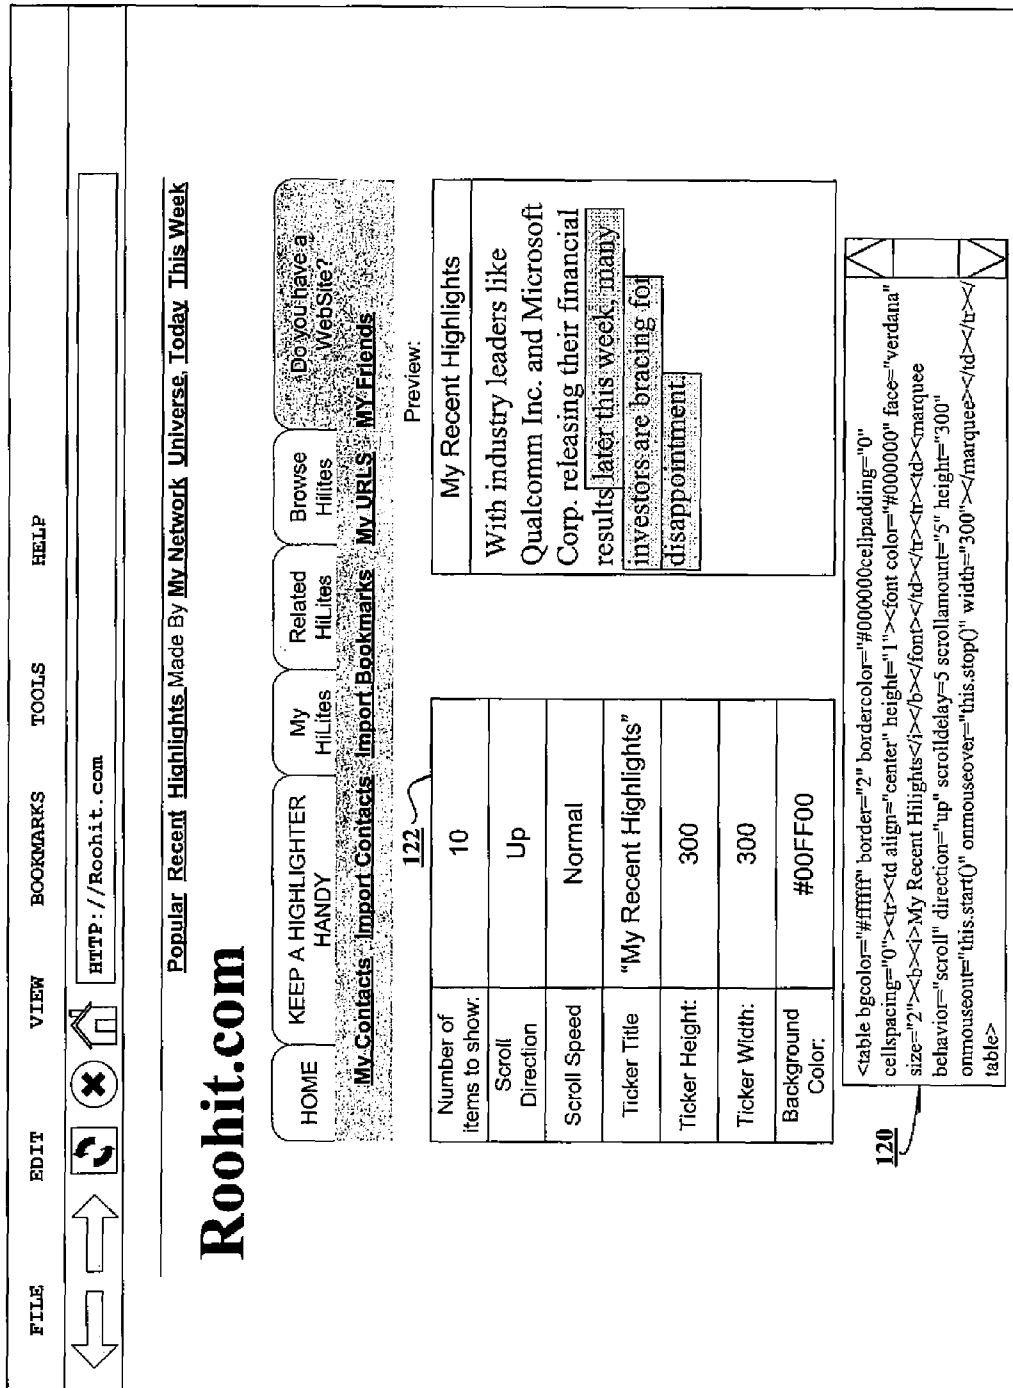 FILE EDIT VIEW BOOKMARKS TOOLS HELP
HTTP://Roohit.com
Popular Recent Highlights Made By My Network Universe, Today This Week
Roohit.com
HOME
KEEP A HIGHLIGHTER
HANDY
My
HiLites
Related
HiLites
Browse
Hilites
Do you have a
WebSite?
My Contacts Import Contacts Import Bookmarks My URLS MY Friends
122
Number of
items to show:
10
Scroll
Direction
Up
Scroll Speed
Normal
Ticker Title
“My Recent Highlights”
Ticker Height:
300
Ticker Width:
300
Background
Color:
#00FF00
Preview:
My Recent Highlights
With industry leaders like
Qualcomm Inc. and Microsoft
Corp. releasing their financial
results later this week, many
investors are bracing for
disappointment.
120
<table bgcolor="#ffffff" border="2" bordercolor="#000000cellpadding="0"
cellspacing="0"><tr><td align="center" height="1"><font color="#000000" face="verdana"
size="2"><b><i>My Recent Hilights</i></b></font></td></tr><tr><td><marquee
behavior="scroll" direction="up" scrolldelay=5 scrollamount="5" height="300"
onmouseout="this.start()" onmouseover="this.stop()" width="300"></marquee></td></tr></
table>